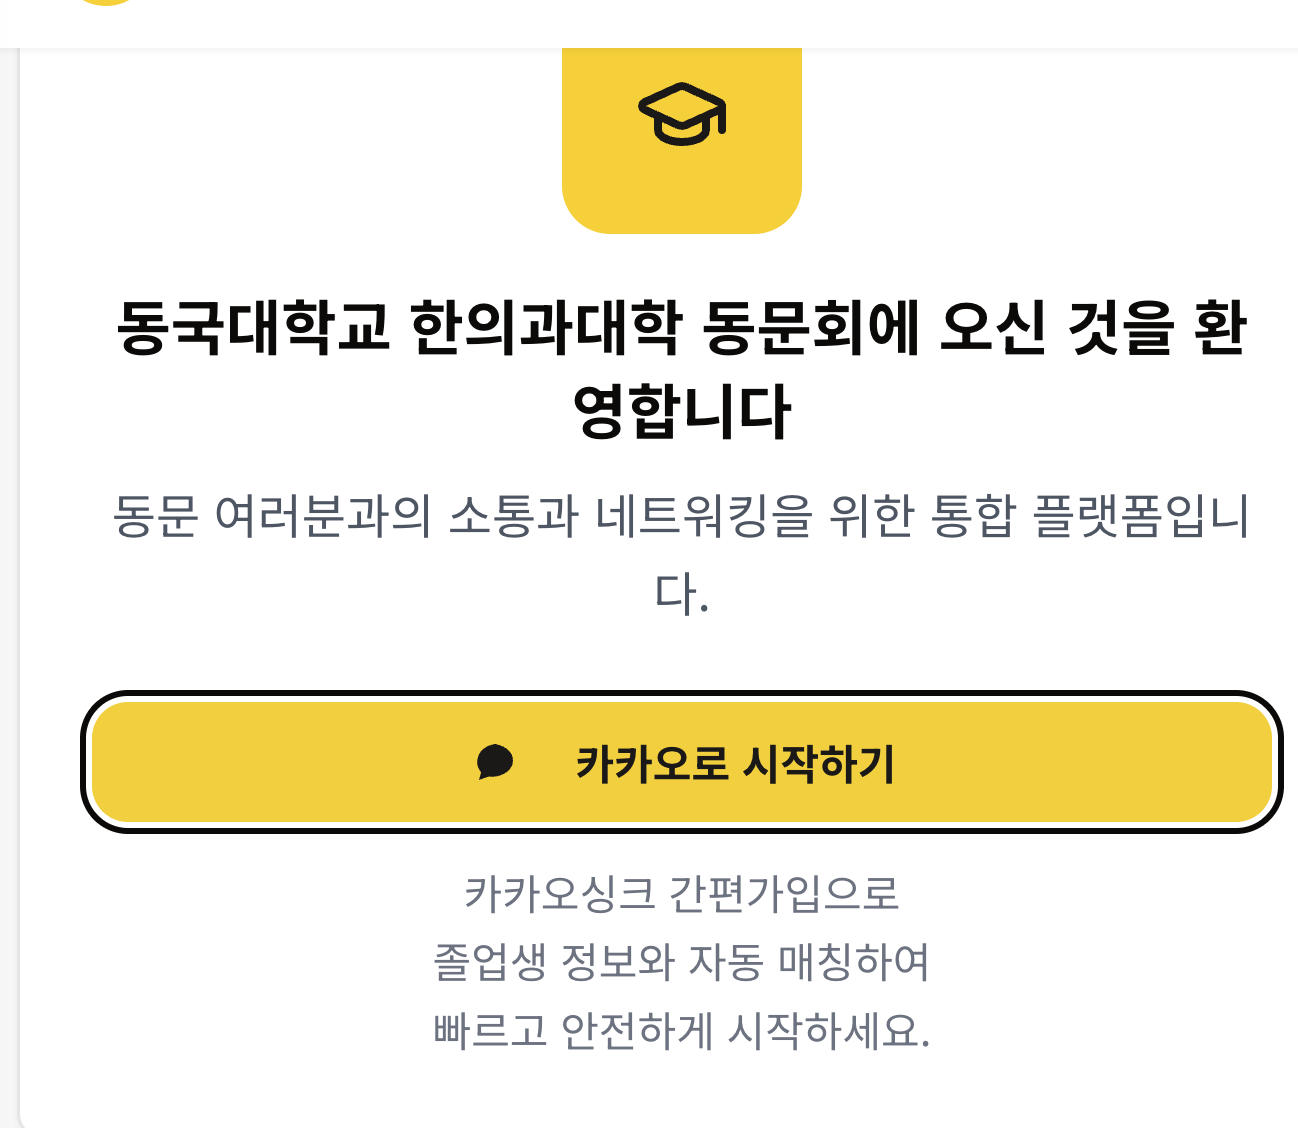 동국대학교 한의과대학 동문회에 오신 것을 환
영합니다
동문 여러분과의 소통과 네트워킹을 위한 통합 플랫폼입니
다.
카카오로 시작하기
카카오싱크 간편가입으로
졸업생 정보와 자동 매칭하여
빠르고 안전하게 시작하세요.